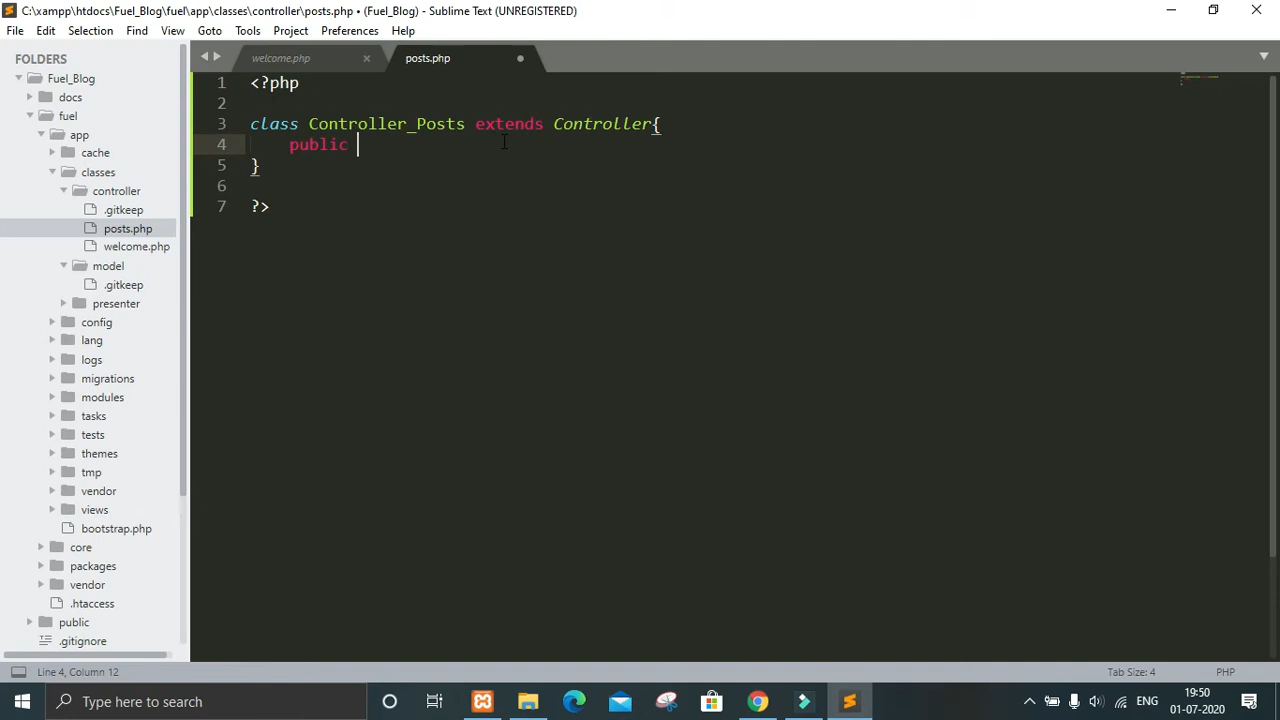 C:\xampp\htdocs\Fuel_Blog\fuel\app\classes\controller\posts.php • (Fuel_Blog) - Sublime Text (UNREGISTERED)
File Edit Selection Find View Goto Tools Project Preferences Help
FOLDERS
Fuel_Blog
docs
fuel
app
cache
classes
controller
.gitkeep
posts.php
welcome.php
model
.gitkeep
presenter
config
lang
logs
migrations
modules
tasks
tests
themes
tmp
vendor
views
bootstrap.php
core
packages
vendor
.htaccess
public
.gitignore
welcome.php posts.php
1 <?php
2
3 class Controller_Posts extends Controller{
4 public
5 }
6
7 ?>
Line 4, Column 12 Tab Size: 4 PHP
Type here to search
ENG
19:50
01-07-2020